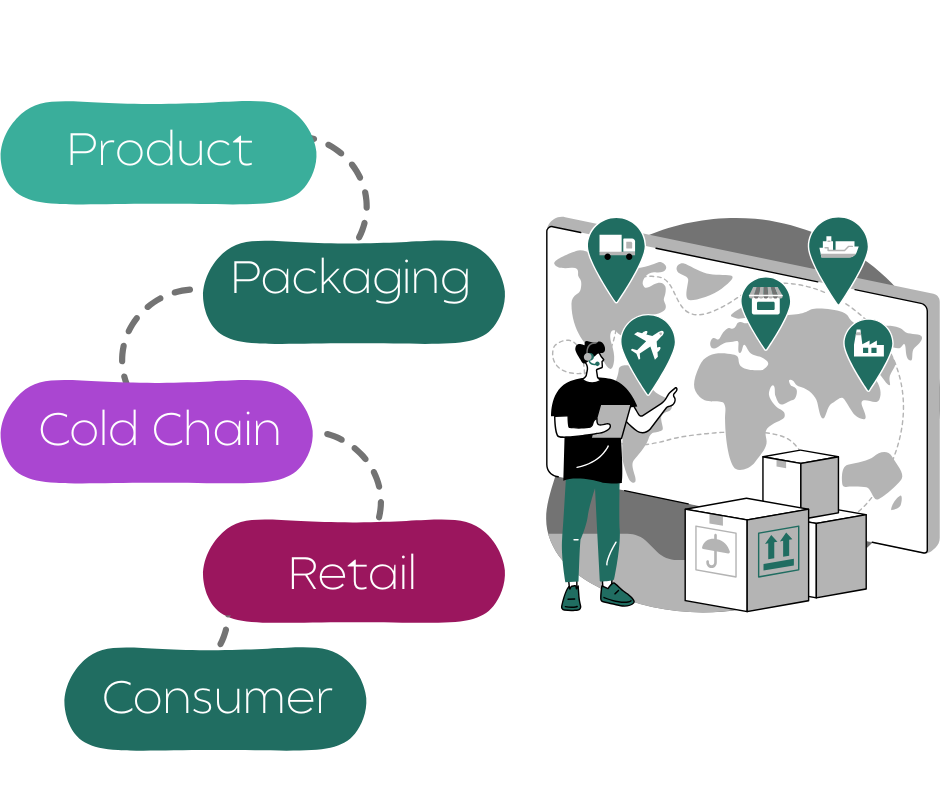 Product
Packaging
Cold Chain
Retail
Consumer